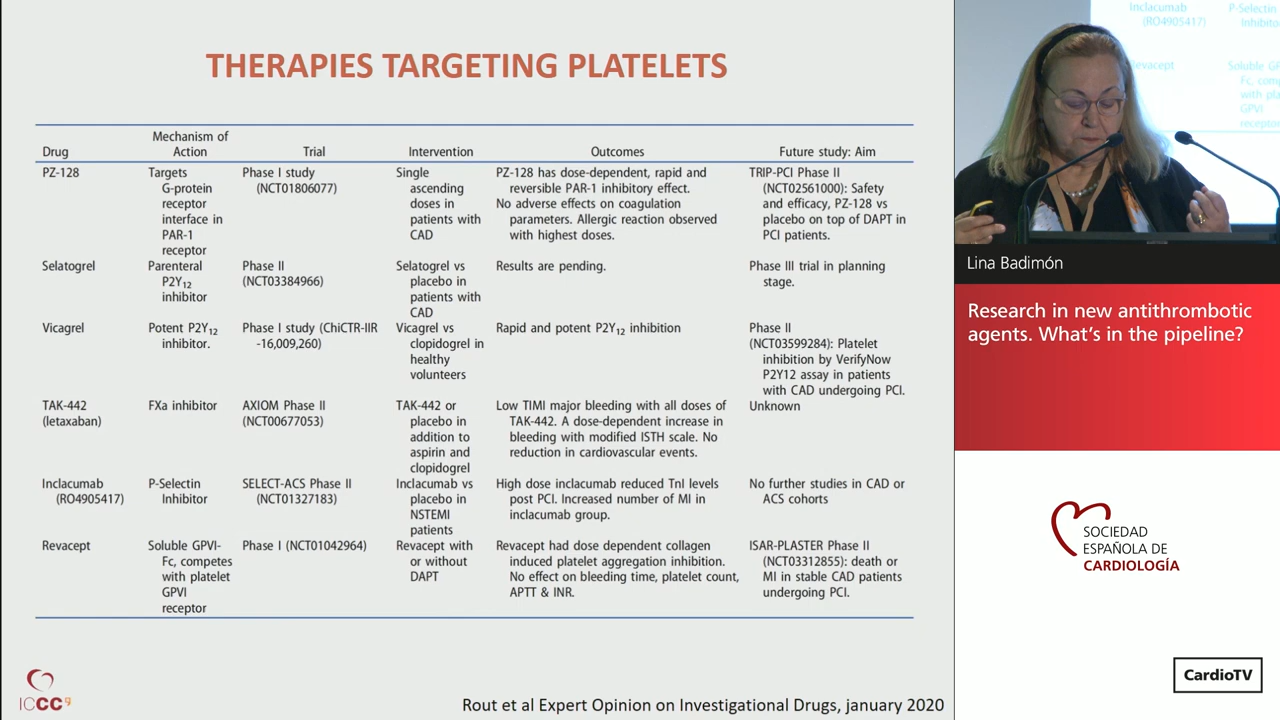 THERAPIES TARGETING PLATELETS
Drug
Mechanism of
Action
Trial
Intervention
Outcomes
Future study: Aim
PZ-128
Targets
G-protein
receptor
interface in
PAR-1
receptor
Phase I study
(NCT01806077)
Single
ascending
doses in
patients with
CAD
PZ-128 has dose-dependent, rapid and
reversible PAR-1 inhibitory effect.
No adverse effects on coagulation
parameters. Allergic reaction observed
with highest doses.
TRIP-PCI Phase II
(NCT02561000): Safety
and efficacy, PZ-128 vs
placebo on top of DAPT in
PCI patients.
Selatogrel
Parenteral
P2Y12
inhibitor
Phase II
(NCT03384966)
Selatogrel vs
placebo in
patients with
CAD
Results are pending.
Phase III trial in planning
stage.
Vicagrel
Potent P2Y12
inhibitor.
Phase I study (ChiCTR-IIR
-16,009,260)
Vicagrel vs
clopidogrel in
healthy
volunteers
Rapid and potent P2Y12 inhibition
Phase II
(NCT03599284): Platelet
inhibition by VerifyNow
P2Y12 assay in patients
with CAD undergoing PCI.
TAK-442
(letaxaban)
FXa inhibitor
AXIOM Phase II
(NCT00677053)
TAK-442 or
placebo in
addition to
aspirin and
clopidogrel
Low TIMI major bleeding with all doses of
TAK-442. A dose-dependent increase in
bleeding with modified ISTH scale. No
reduction in cardiovascular events.
Unknown
Inclacumab
(RO4905417)
P-Selectin
Inhibitor
SELECT-ACS Phase II
(NCT01327183)
Inclacumab vs
placebo in
NSTEMI
patients
High dose inclacumab reduced TnI levels
post PCI. Increased number of MI in
inclacumab group.
No further studies in CAD or
ACS cohorts
Revacept
Soluble GPVI-
Fc, competes
with platelet
GPVI
receptor
Phase I (NCT01042964)
Revacept with
or without
DAPT
Revacept had dose dependent collagen
induced platelet aggregation inhibition.
No effect on bleeding time, platelet count,
APTT & INR.
ISAR-PLASTER Phase II
(NCT03312855): death or
MI in stable CAD patients
undergoing PCI.
ICCC
Rout et al Expert Opinion on Investigational Drugs, january 2020
Inclacumab
(RO4905417)
P-Selectin
Inhibito
evacept
Soluble GP
Fc, comp
with pla
GPVI
receptor
Lina Badimón
Research in new antithrombotic
agents. What's in the pipeline?
SOCIEDAD
ESPAÑOLA DE
CARDIOLOGÍA
CardioTV